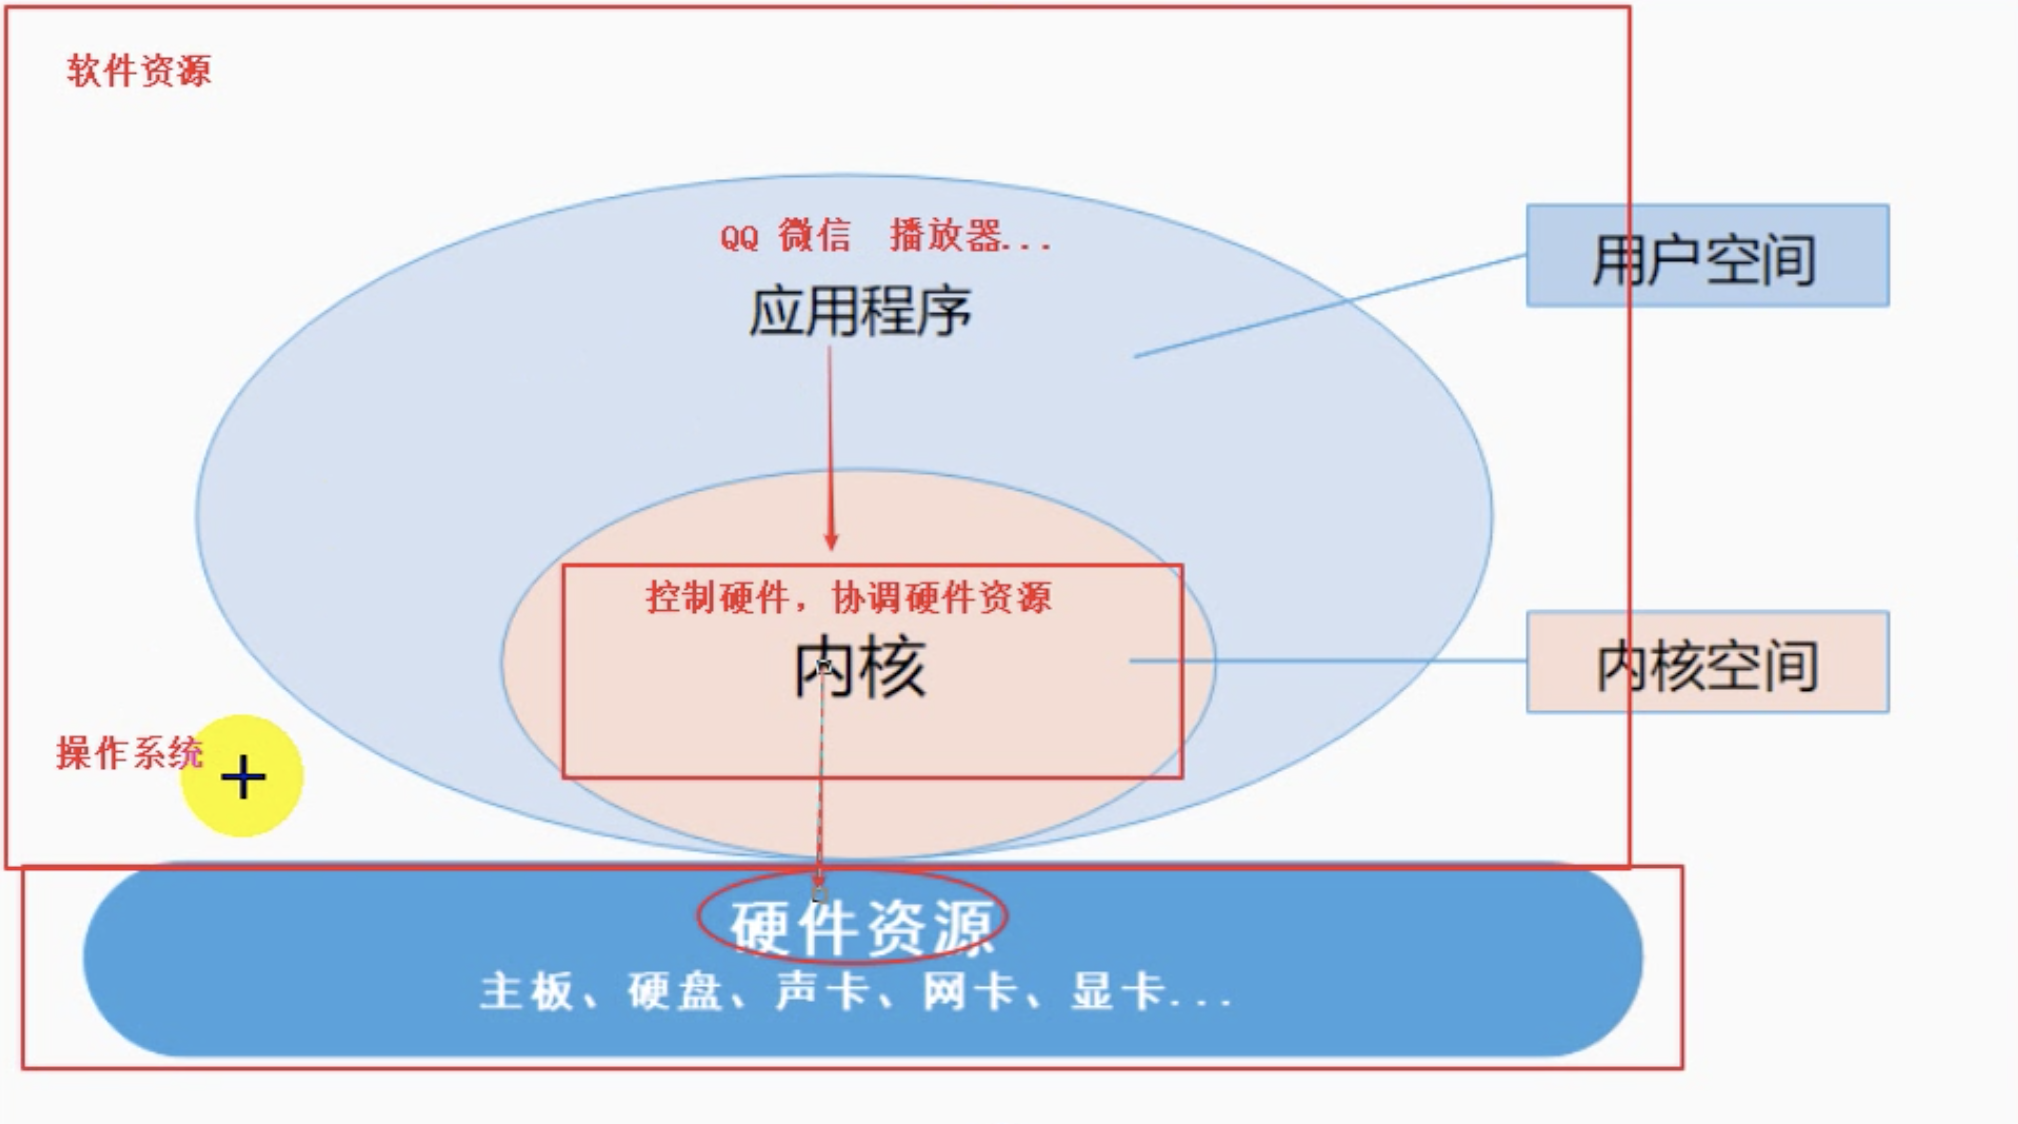 软件资源
QQ 微信 播放器...
应用程序
用户空间
控制硬件，协调硬件资源
内核
内核空间
操作系统
硬件资源
主板、硬盘、声卡、网卡、显卡...